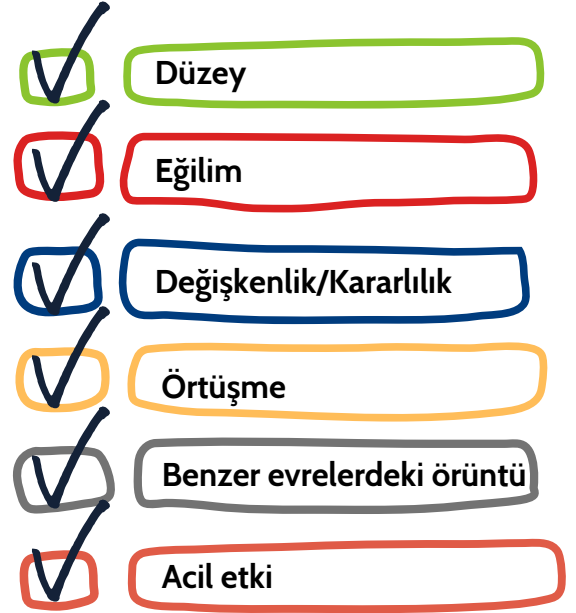 Düzey
Eğilim
Değişkenlik/Kararlılık
Örtüşme
Benzer evrelerdeki örüntü
Acil etki